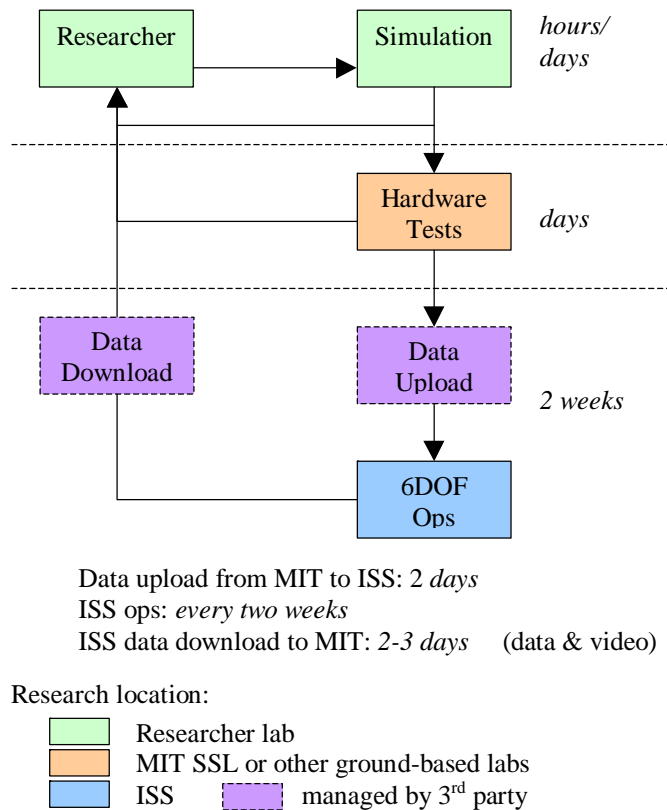 Researcher
Simulation
hours/
days
Hardware
Tests
days
Data
Download
Data
Upload
2 weeks
6DOF
Ops
Data upload from MIT to ISS: 2 days
ISS ops: every two weeks
ISS data download to MIT: 2-3 days (data & video)
Research location:
Researcher lab
MIT SSL or other ground-based labs
ISS
managed by 3rd party